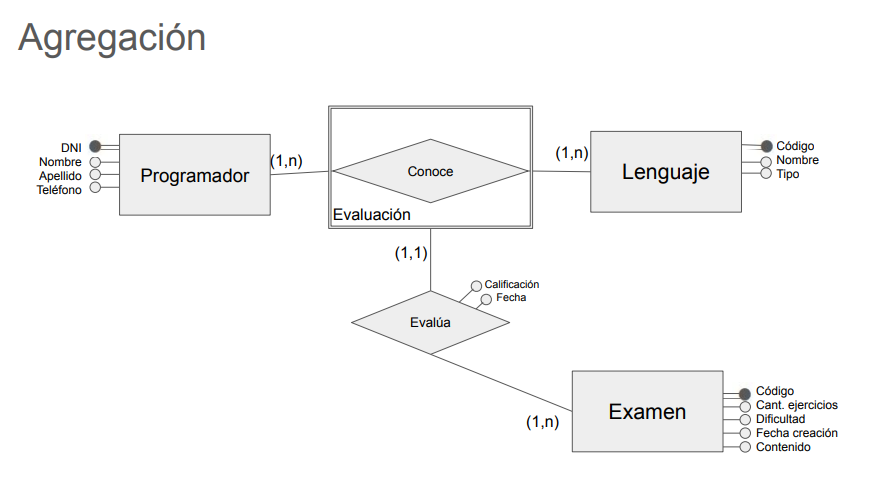 Agregación
DNI
Nombre
Apellido
Teléfono
Programador
(1,n)
Conoce
Evaluación
(1,n)
Lenguaje
Código
Nombre
Tipo
(1,1)
Calificación
Fecha
Evalúa
(1,n)
Examen
Código
Cant. ejercicios
Dificultad
Fecha creación
Contenido